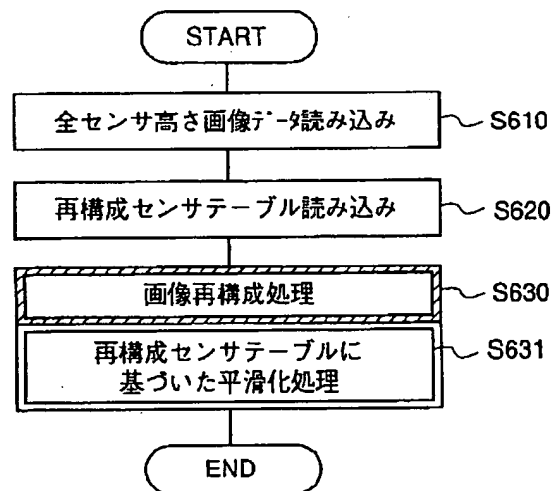 START
全センサ高さ画像データ読み込み
S610
再構成センサテーブル読み込み
S620
画像再構成処理
S630
再構成センサテーブルに
基づいた平滑化処理
S631
END